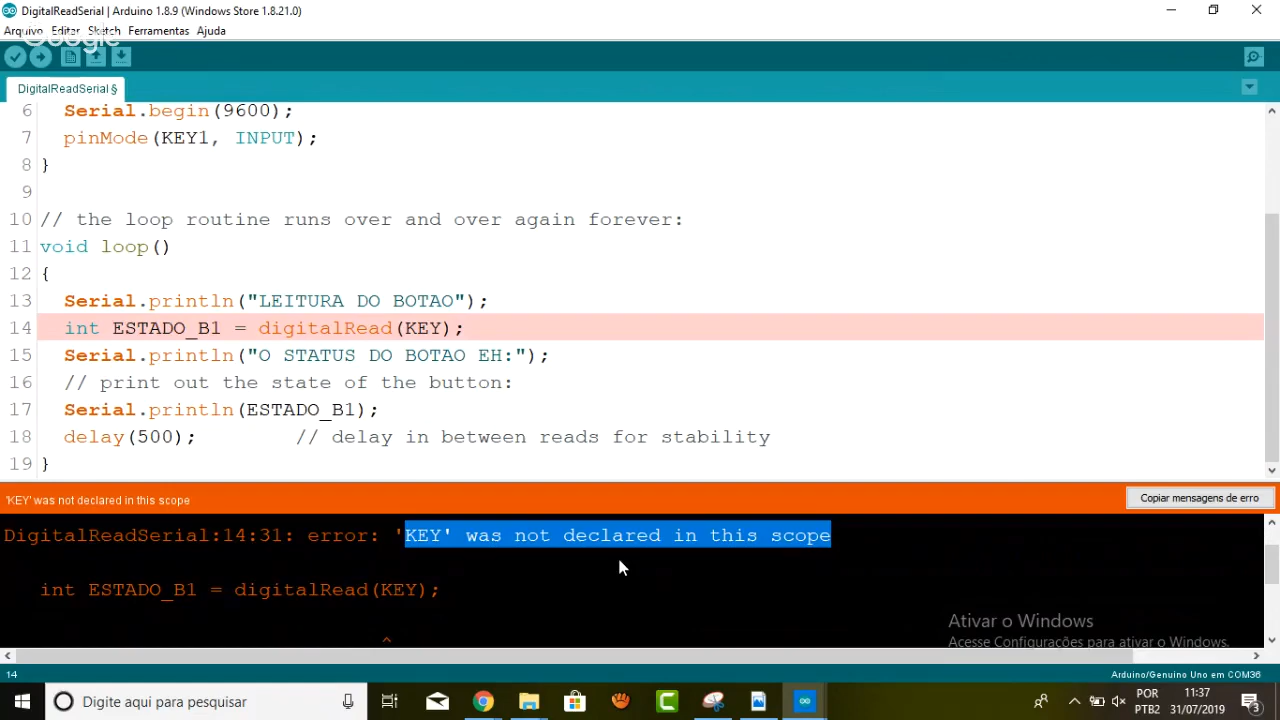 DigitalReadSerial | Arduino 1.8.9 (Windows Store 1.8.21.0)
Arquivo Editar Sketch Ferramentas Ajuda
Google
DigitalReadSerial §
6 Serial.begin(9600);
7 pinMode(KEY1, INPUT);
8 }
9
10 // the loop routine runs over and over again forever:
11 void loop()
12 {
13 Serial.println("LEITURA DO BOTAO");
14 int ESTADO_B1 = digitalRead(KEY);
15 Serial.println("O STATUS DO BOTAO EH:");
16 // print out the state of the button:
17 Serial.println(ESTADO_B1);
18 delay(500); // delay in between reads for stability
19 }
'KEY' was not declared in this scope
Copiar mensagens de erro
DigitalReadSerial:14:31: error: 'KEY' was not declared in this scope
int ESTADO_B1 = digitalRead(KEY);
^
Ativar o Windows
Acesse Configurações para ativar o Windows.
14
Arduino/Genuino Uno em COM36
Digite aqui para pesquisar
POR
PTB2
11:37
31/07/2019
3